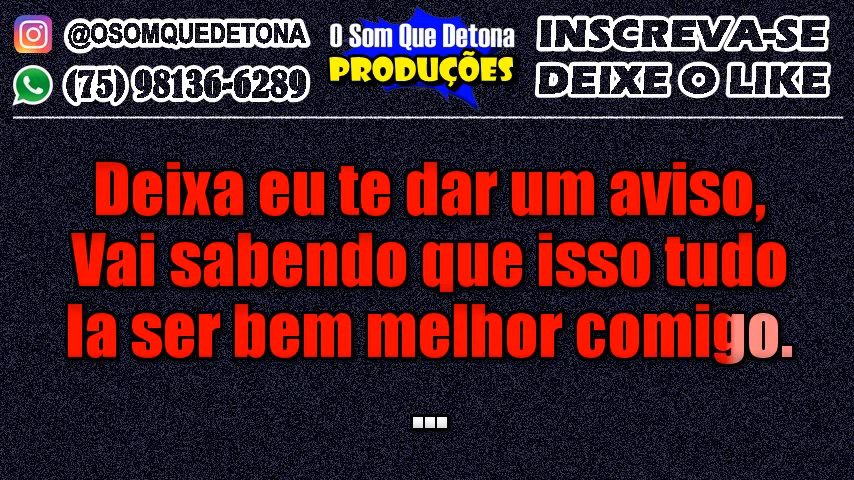 @OSOMQUEDETONA
(75) 98136-6289
O Som Que Detona
PRODUÇÕES
INSCREVA-SE
DEIXE O LIKE
Deixa eu te dar um aviso,
Vai sabendo que isso tudo
Ia ser bem melhor comigo.
...